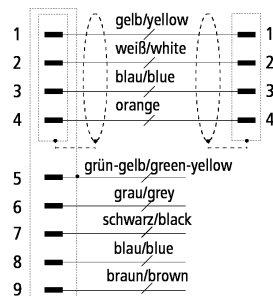 gelb/yellow
1 1
weiß/white
2 2
blau/blue
3 3
orange
4 4
grün-gelb/green-yellow
5
grau/grey
6
schwarz/black
7
blau/blue
8
braun/brown
9